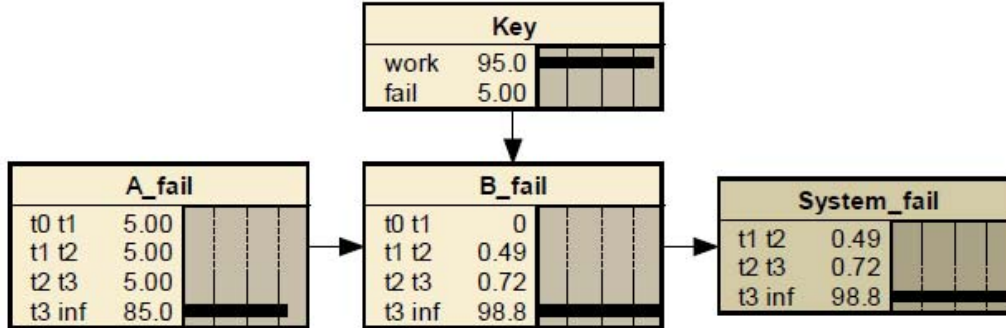 Key
work 95.0
fail 5.00
A_fail
t0 t1 5.00
t1 t2 5.00
t2 t3 5.00
t3 inf 85.0
B_fail
t0 t1 0
t1 t2 0.49
t2 t3 0.72
t3 inf 98.8
System_fail
t1 t2 0.49
t2 t3 0.72
t3 inf 98.8